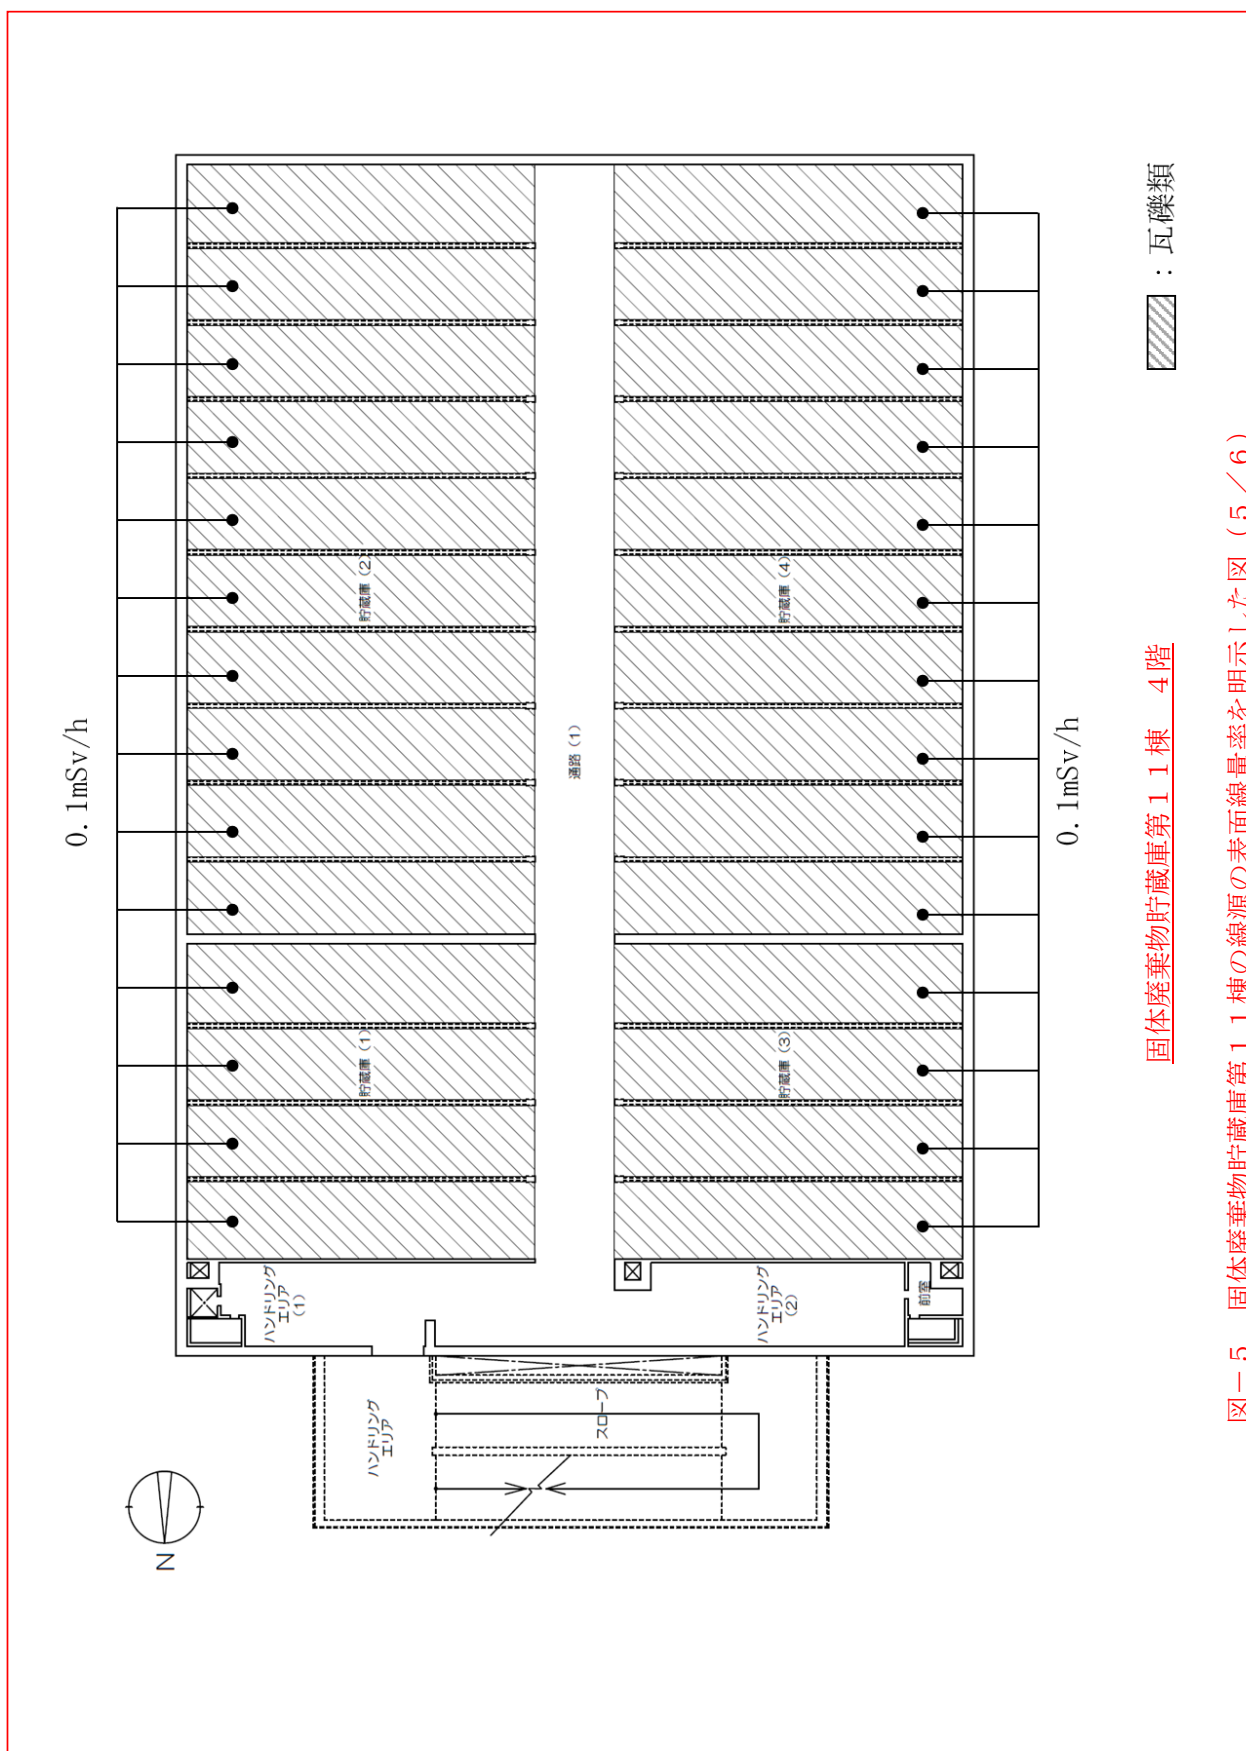 0.1mSv/h
貯蔵庫（2）
貯蔵庫（1）
通路（1）
貯蔵庫（4）
貯蔵庫（3）
ハンドリング
エリア
（1）
ハンドリング
エリア
（2）
前室
ハンドリング
エリア
スロープ
N
0.1mSv/h
：瓦礫類
固体廃棄物貯蔵庫第１１棟　４階
図－５　固体廃棄物貯蔵庫第１１棟の線源の表面線量率を明示した図（５／６）